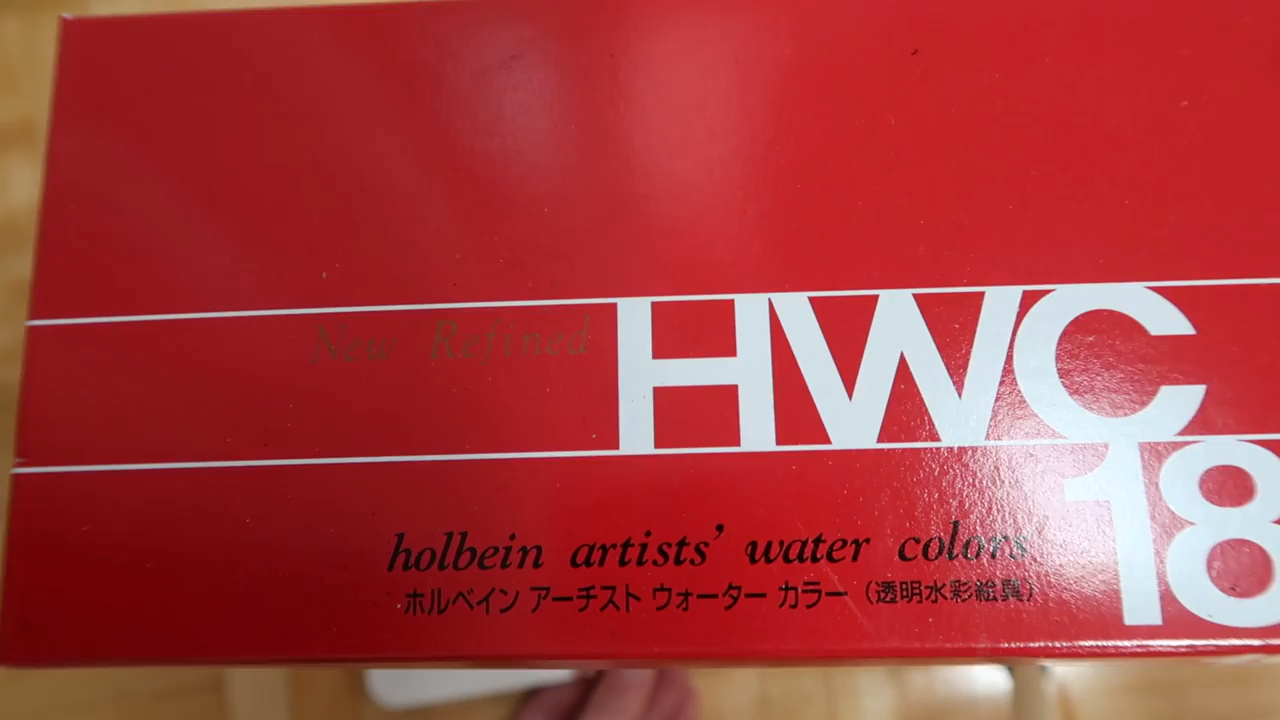 New Refined HWC
18
holbein artists' water colors
ホルベイン アーチスト ウォーター カラー（透明水彩絵具）